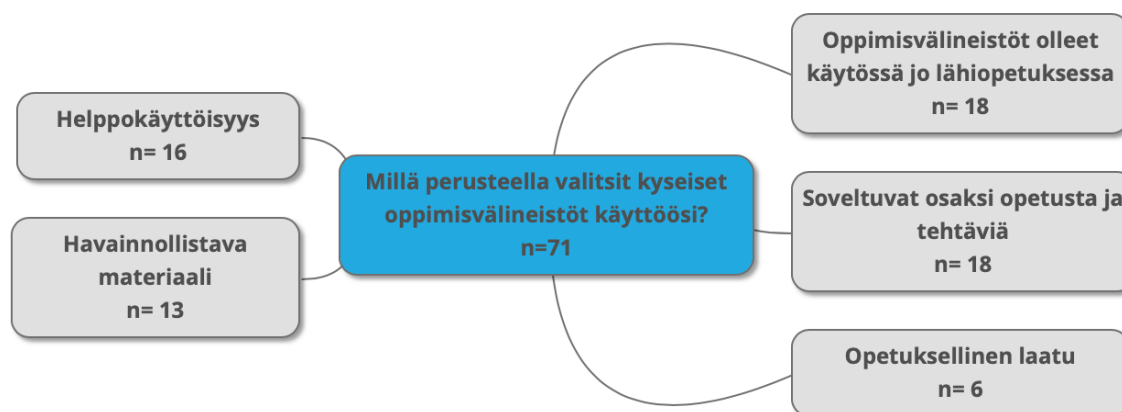 Oppimisvälineistöt olleet
käytössä jo lähiopetuksessa
n= 18
Helppokäyttöisyys
n= 16
Millä perusteella valitsit kyseiset
oppimisvälineistöt käyttöösi?
n=71
Soveltuvat osaksi opetusta ja
tehtäviä
n= 18
Havainnollistava
materiaali
n= 13
Opetuksellinen laatu
n= 6